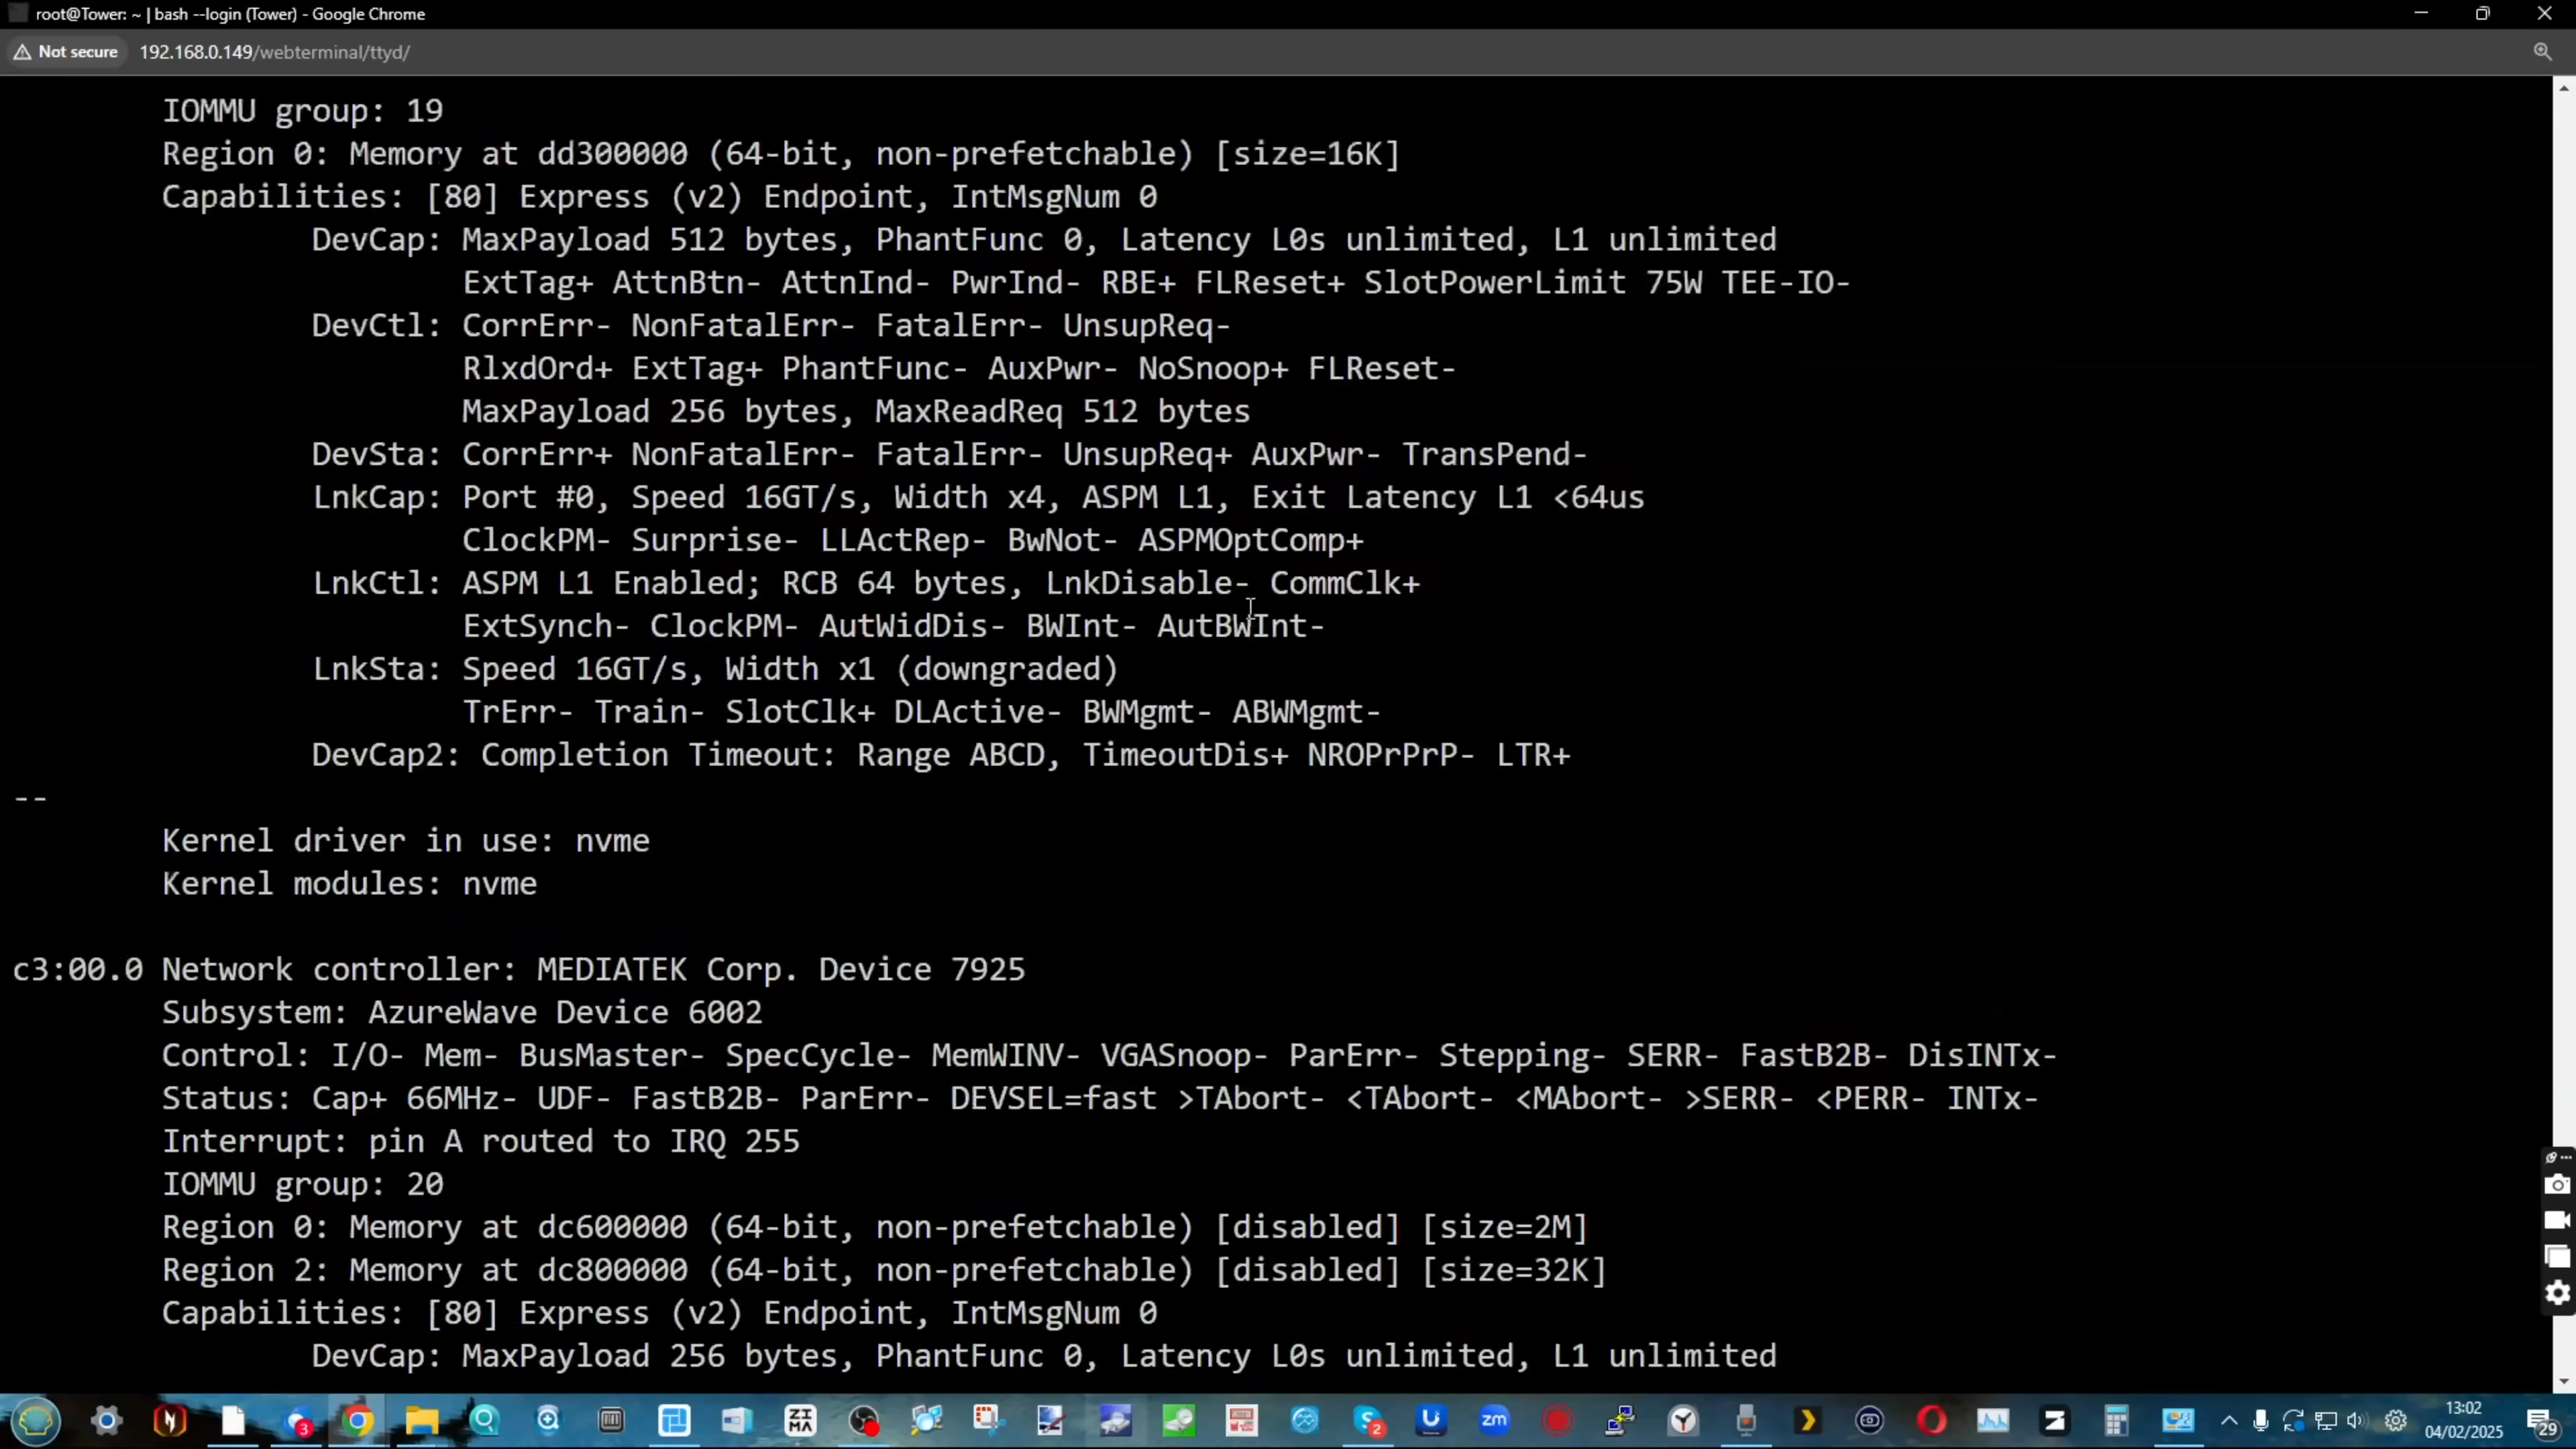 root@Tower: ~ | bash --login (Tower) - Google Chrome
Not secure 192.168.0.149/webterminal/ttyd/
IOMMU group: 19
Region 0: Memory at dd300000 (64-bit, non-prefetchable) [size=16K]
Capabilities: [80] Express (v2) Endpoint, IntMsgNum 0
DevCap: MaxPayload 512 bytes, PhantFunc 0, Latency L0s unlimited, L1 unlimited
ExtTag+ AttnBtn- AttnInd- PwrInd- RBE+ FLReset+ SlotPowerLimit 75W TEE-IO-
DevCtl: CorrErr- NonFatalErr- FatalErr- UnsupReq-
RlxdOrd+ ExtTag+ PhantFunc- AuxPwr- NoSnoop+ FLReset-
MaxPayload 256 bytes, MaxReadReq 512 bytes
DevSta: CorrErr+ NonFatalErr- FatalErr- UnsupReq+ AuxPwr- TransPend-
LnkCap: Port #0, Speed 16GT/s, Width x4, ASPM L1, Exit Latency L1 <64us
ClockPM- Surprise- LLActRep- BwNot- ASPMOptComp+
LnkCtl: ASPM L1 Enabled; RCB 64 bytes, LnkDisable- CommClk+
ExtSynch- ClockPM- AutWidDis- BWInt- AutBWInt-
LnkSta: Speed 16GT/s, Width x1 (downgraded)
TrErr- Train- SlotClk+ DLActive- BWMgmt- ABWMgmt-
DevCap2: Completion Timeout: Range ABCD, TimeoutDis+ NROPrPrP- LTR+
--
Kernel driver in use: nvme
Kernel modules: nvme
c3:00.0 Network controller: MEDIATEK Corp. Device 7925
Subsystem: AzureWave Device 6002
Control: I/O- Mem- BusMaster- SpecCycle- MemWINV- VGASnoop- ParErr- Stepping- SERR- FastB2B- DisINTx-
Status: Cap+ 66MHz- UDF- FastB2B- ParErr- DEVSEL=fast >TAbort- <TAbort- <MAbort- >SERR- <PERR- INTx-
Interrupt: pin A routed to IRQ 255
IOMMU group: 20
Region 0: Memory at dc600000 (64-bit, non-prefetchable) [disabled] [size=2M]
Region 2: Memory at dc800000 (64-bit, non-prefetchable) [disabled] [size=32K]
Capabilities: [80] Express (v2) Endpoint, IntMsgNum 0
DevCap: MaxPayload 256 bytes, PhantFunc 0, Latency L0s unlimited, L1 unlimited
3
ZI
MA
2
zm
13:02
04/02/2025
29